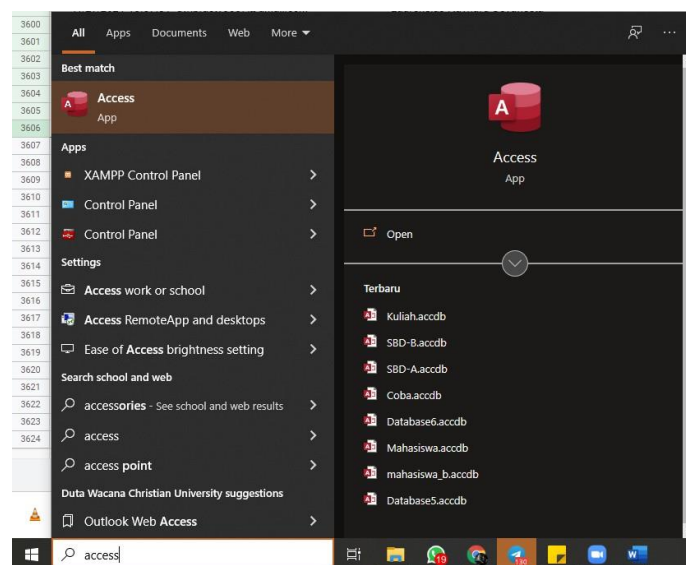 3600
3601
3602
3603
3604
3605
3606
3607
3608
3609
3610
3611
3612
3613
3614
3615
3616
3617
3618
3619
3620
3621
3622
3623
3624
All Apps Documents Web More
Best match
Access
App
Apps
XAMPP Control Panel
Control Panel
Control Panel
Settings
Access work or school
Access RemoteApp and desktops
Ease of Access brightness setting
Search school and web
accessories - See school and web results
access
access point
Duta Wacana Christian University suggestions
Outlook Web Access
access
Access
App
Open
Terbaru
Kuliah.accdb
SBD-B.accdb
SBD-A.accdb
Coba.accdb
Database6.accdb
Mahasiswa.accdb
mahasiswa_b.accdb
Database5.accdb
19
130